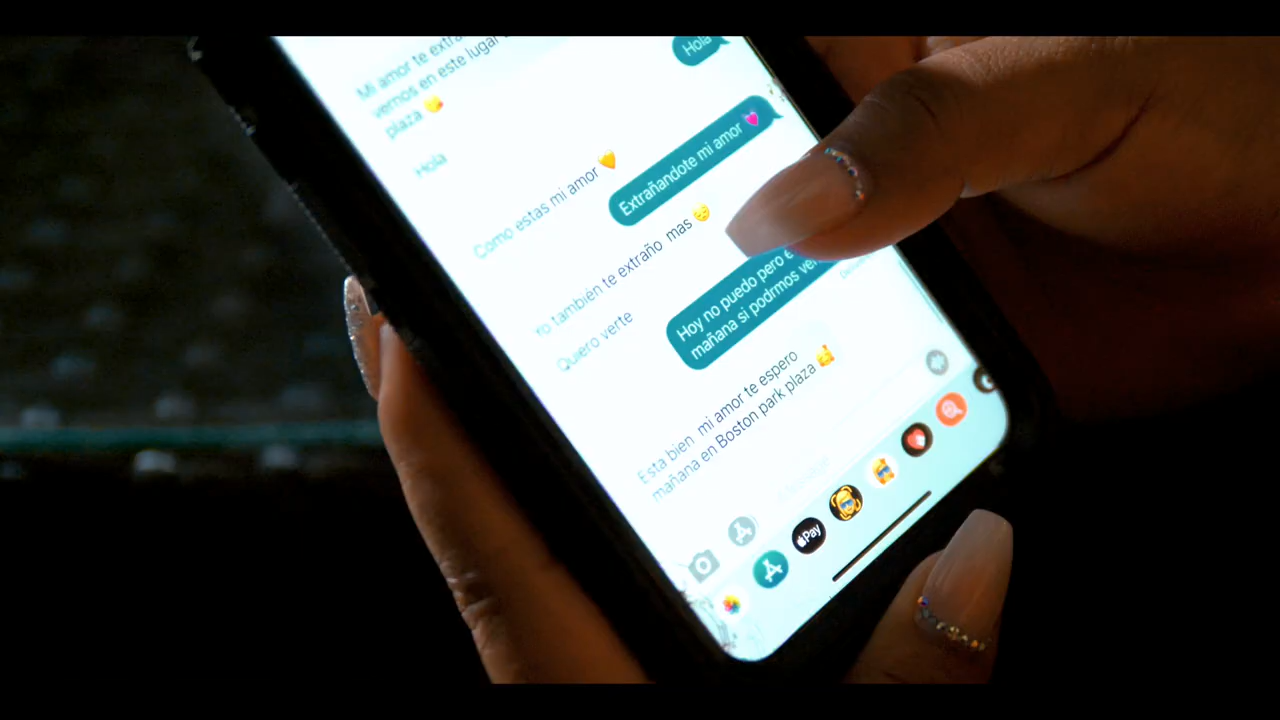 Mi amor te extra
vernos en este lugar
plaza 🥰
Hola
Hola
Extrañandote mi amor 💓
Como estas mi amor 🧡
Yo también te extraño mas 😔
Quiero verte
Hoy no puedo pero e
mañana si podrmos ver
Esta bien mi amor te espero
mañana en Boston park plaza 🥰
Pay